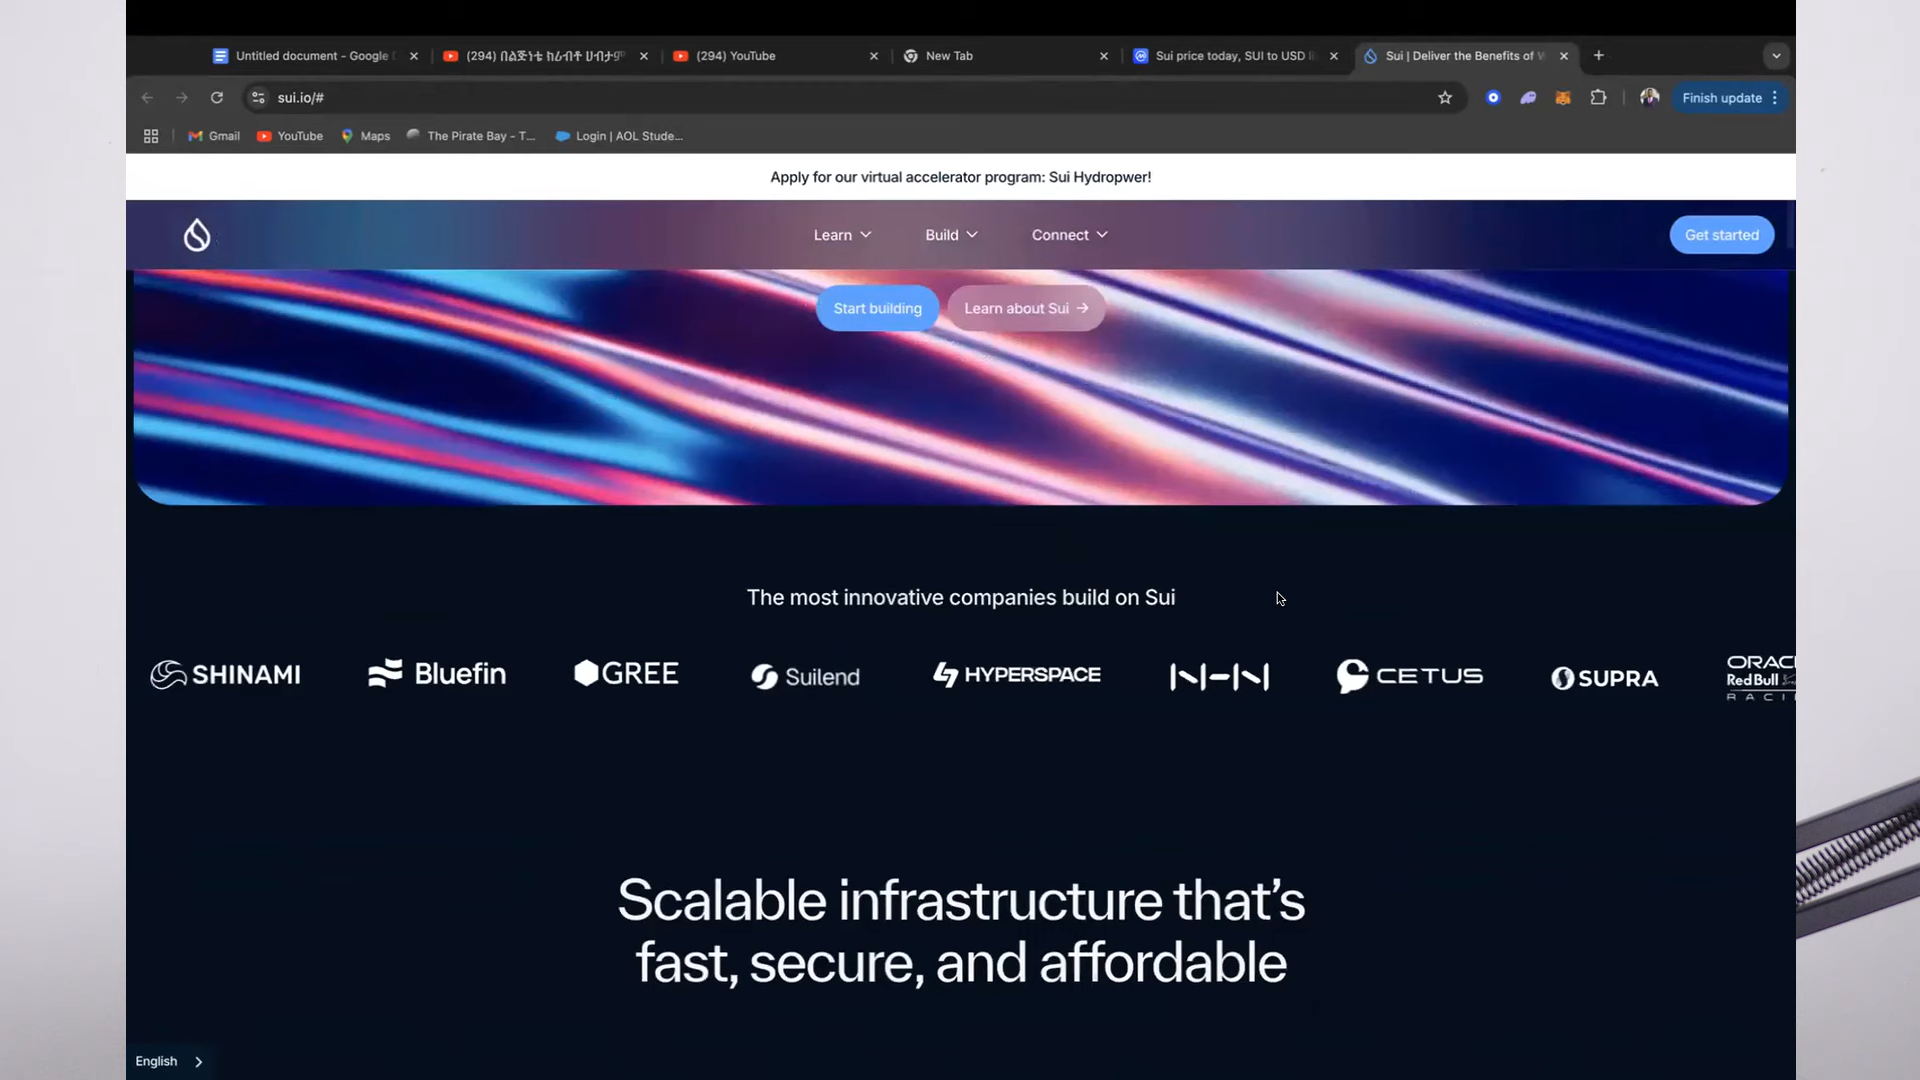 Untitled document - Google
(294) በልጅነቴ ከራብቶ ሀብታም
(294) YouTube
New Tab
Sui price today, SUI to USD li
Sui | Deliver the Benefits of W
sui.io/#
Finish update
Gmail
YouTube
Maps
The Pirate Bay - T...
Login | AOL Stude...
Apply for our virtual accelerator program: Sui Hydropwer!
Learn
Build
Connect
Get started
Start building
Learn about Sui →
The most innovative companies build on Sui
SHINAMI
Bluefin
GREE
Suilend
HYPERSPACE
CETUS
SUPRA
ORAC
Red Bull
RACI
Scalable infrastructure that’s
fast, secure, and affordable
English